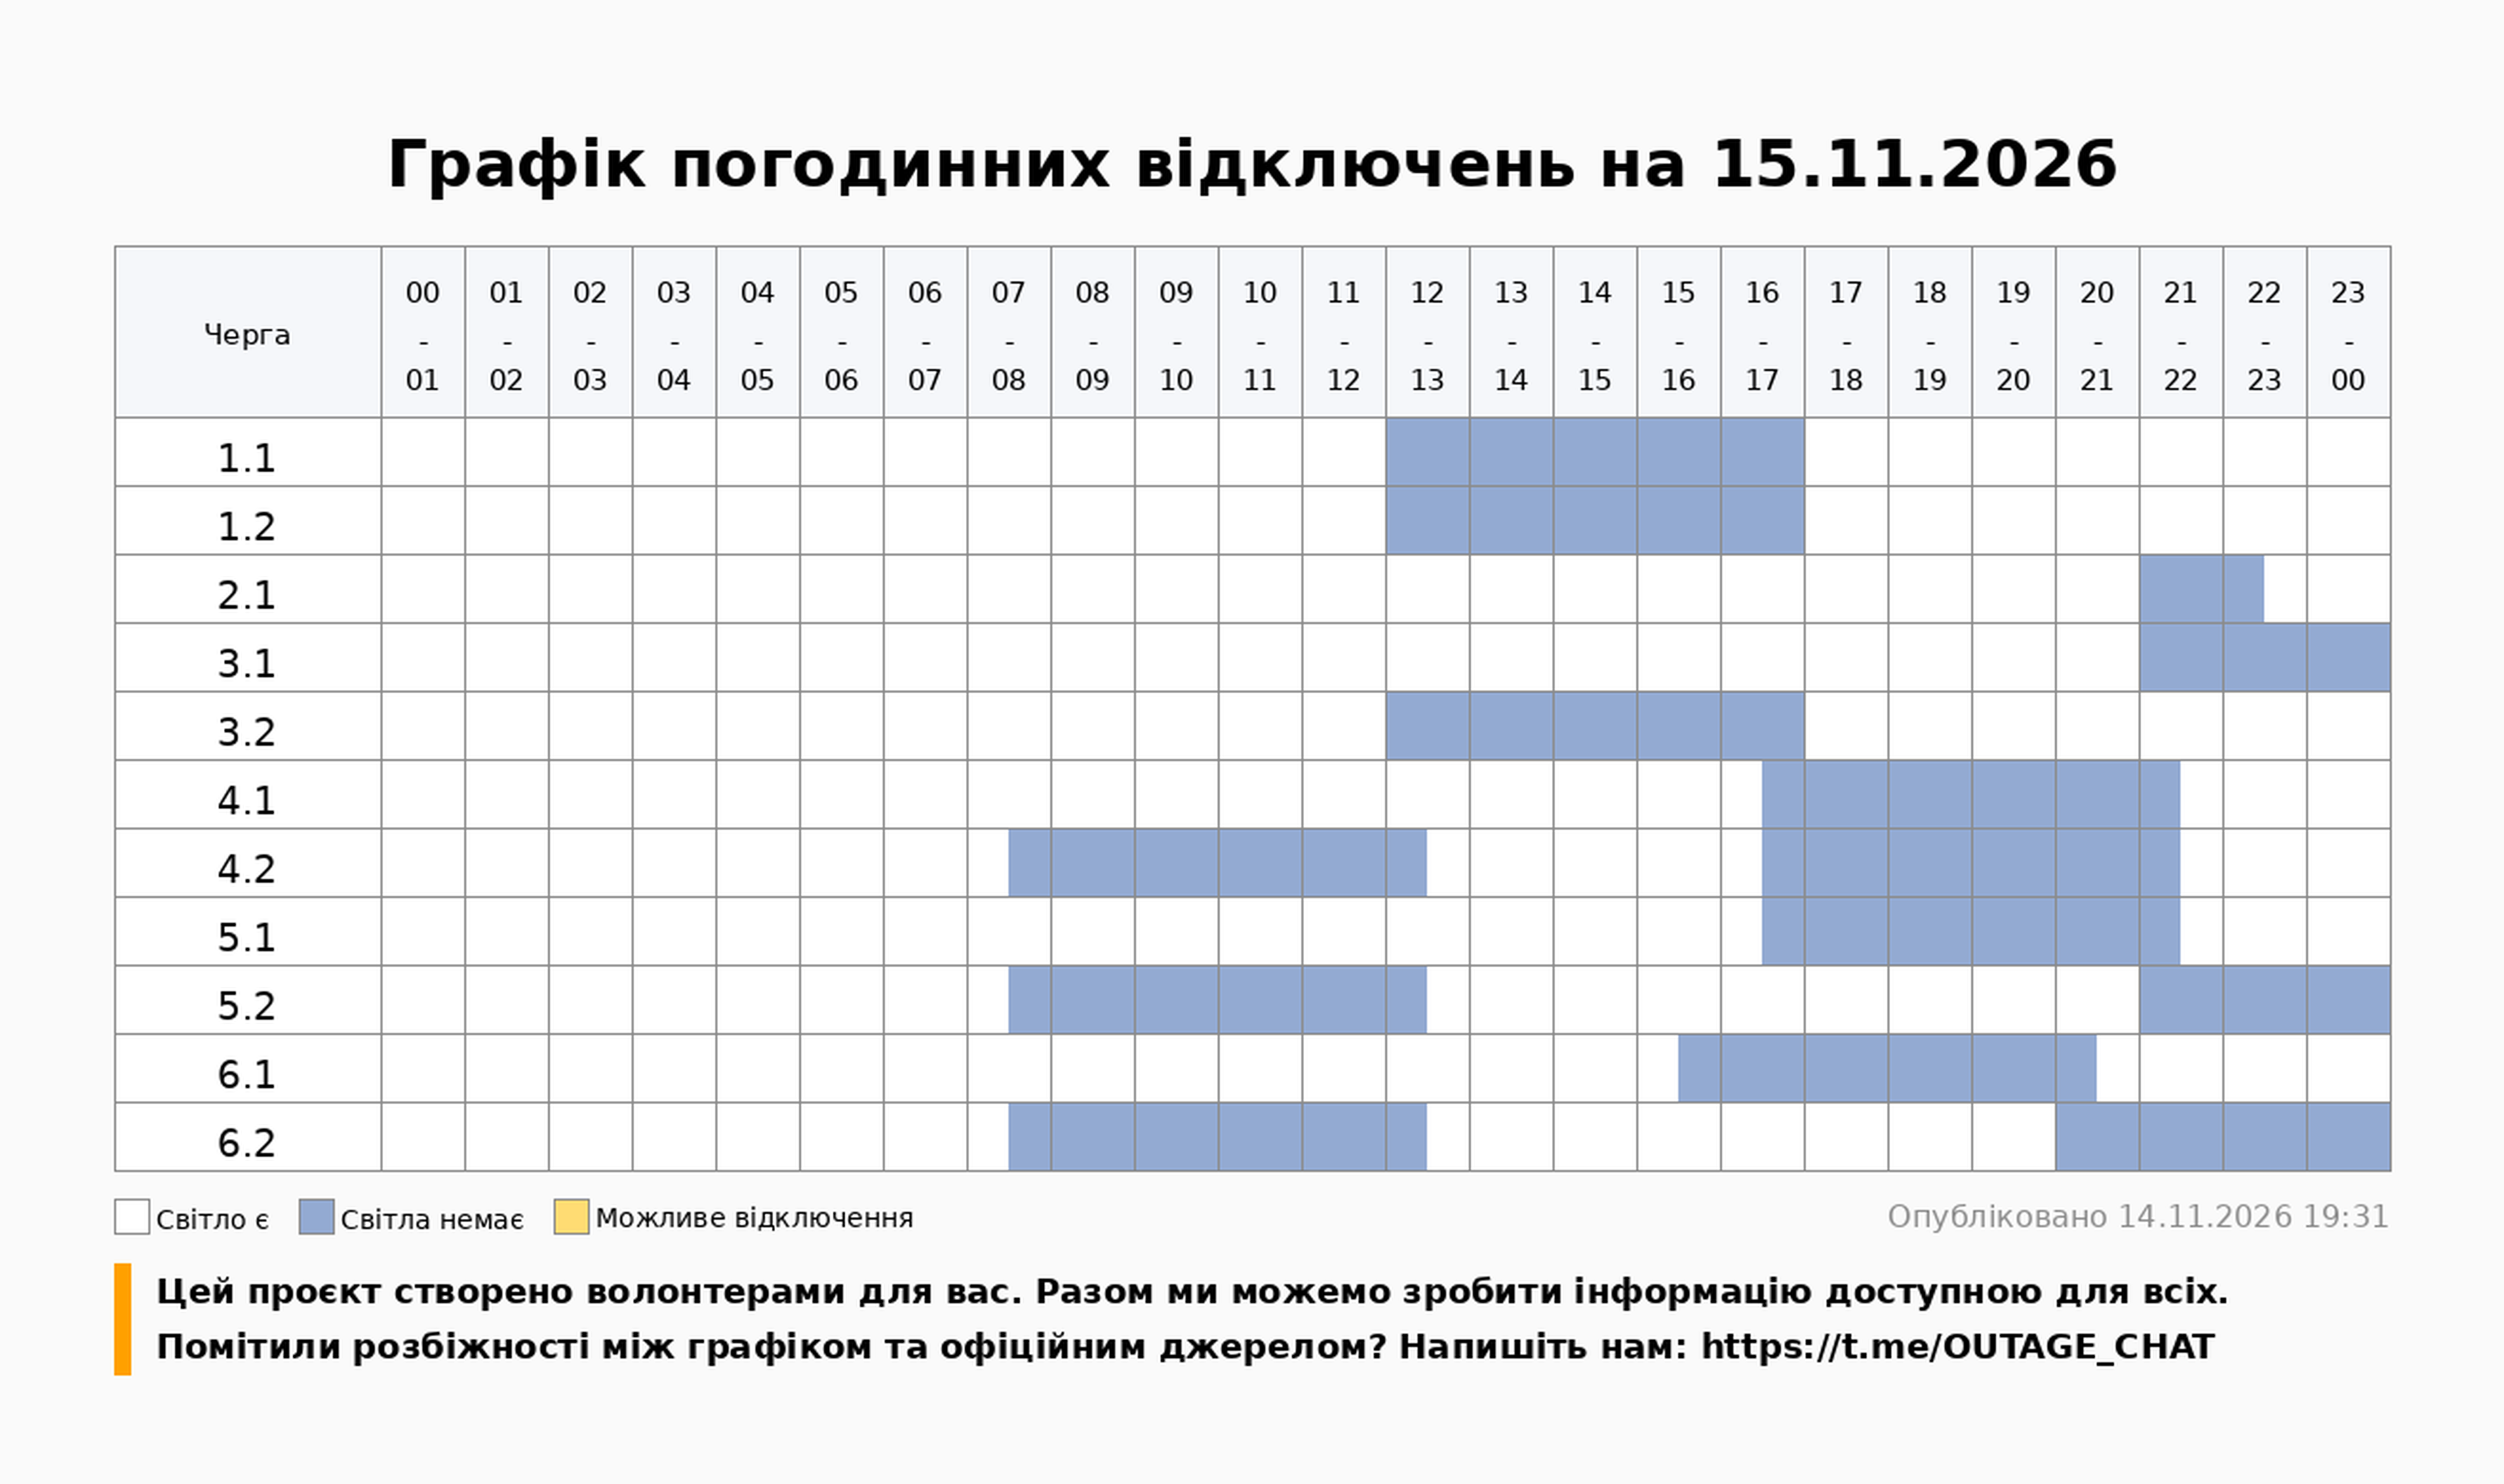 Графік погодинних відключень на 15.11.2026
Черга 00 - 01 01 - 02 02 - 03 03 - 04 04 - 05 05 - 06 06 - 07 07 - 08 08 - 09 09 - 10 10 - 11 11 - 12 12 - 13 13 - 14 14 - 15 15 - 16 16 - 17 17 - 18 18 - 19 19 - 20 20 - 21 21 - 22 22 - 23 23 - 00
1.1
1.2
2.1
3.1
3.2
4.1
4.2
5.1
5.2
6.1
6.2
Світло є Світла немає Можливе відключення Опубліковано 14.11.2026 19:31
Цей проєкт створено волонтерами для вас. Разом ми можемо зробити інформацію доступною для всіх.
Помітили розбіжності між графіком та офіційним джерелом? Напишіть нам: https://t.me/OUTAGE_CHAT